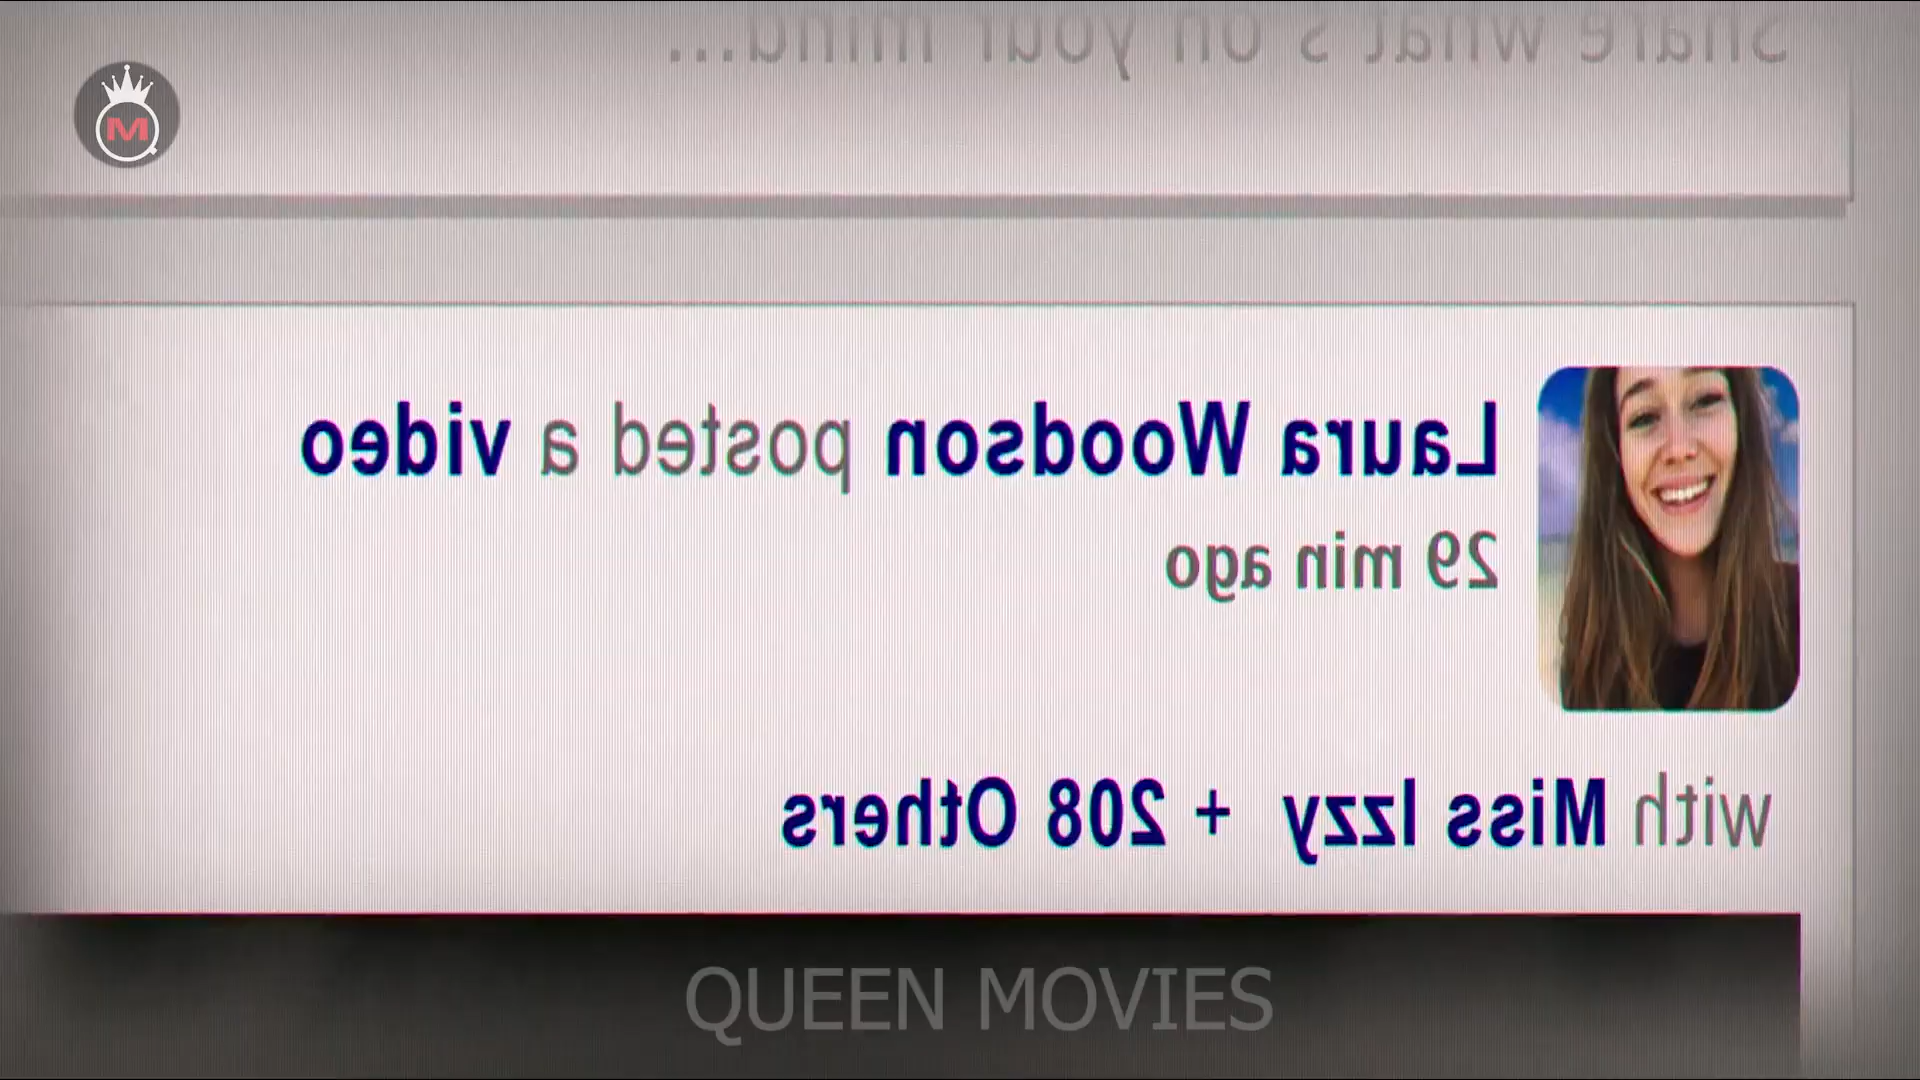 Share what's on your mind...
M
Laura Woodson posted a video
29 min ago
with Miss Izzy + 208 Others
QUEEN MOVIES